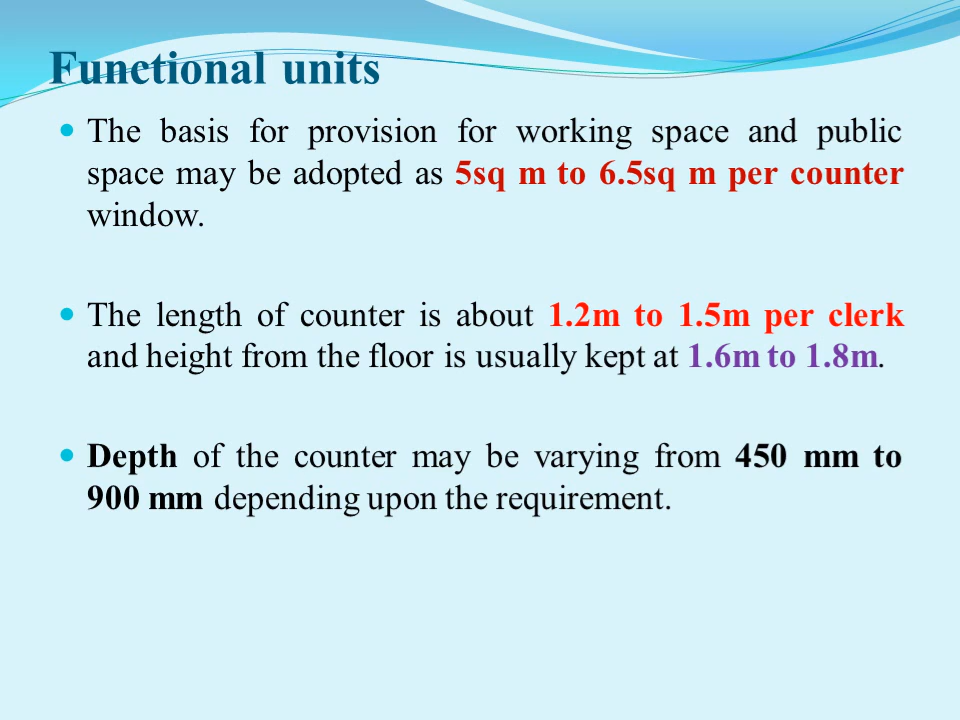 Functional units
The basis for provision for working space and public
space may be adopted as 5sq m to 6.5sq m per counter
window.
The length of counter is about 1.2m to 1.5m per clerk
and height from the floor is usually kept at 1.6m to 1.8m.
Depth of the counter may be varying from 450 mm to
900 mm depending upon the requirement.